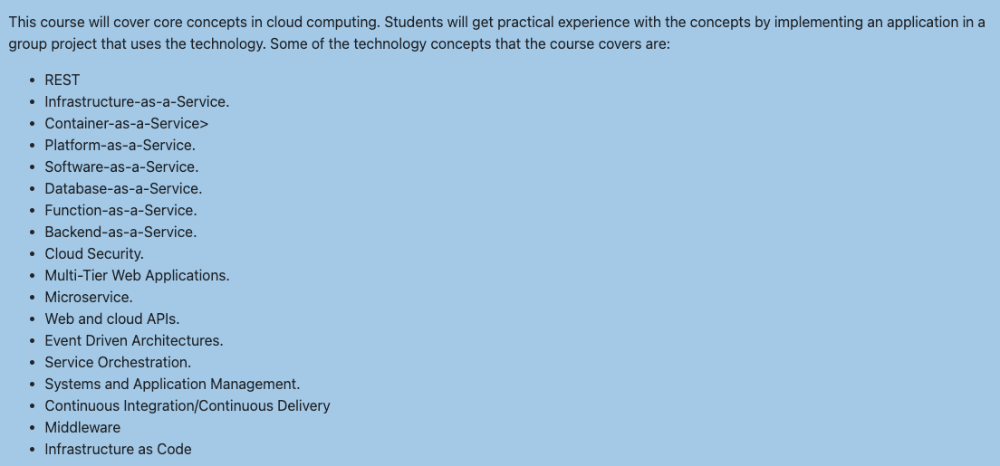 This course will cover core concepts in cloud computing. Students will get practical experience with the concepts by implementing an application in a
group project that uses the technology. Some of the technology concepts that the course covers are:
• REST
• Infrastructure-as-a-Service.
• Container-as-a-Service>
• Platform-as-a-Service.
• Software-as-a-Service.
• Database-as-a-Service.
• Function-as-a-Service.
• Backend-as-a-Service.
• Cloud Security.
• Multi-Tier Web Applications.
• Microservice.
• Web and cloud APIs.
• Event Driven Architectures.
• Service Orchestration.
• Systems and Application Management.
• Continuous Integration/Continuous Delivery
• Middleware
• Infrastructure as Code